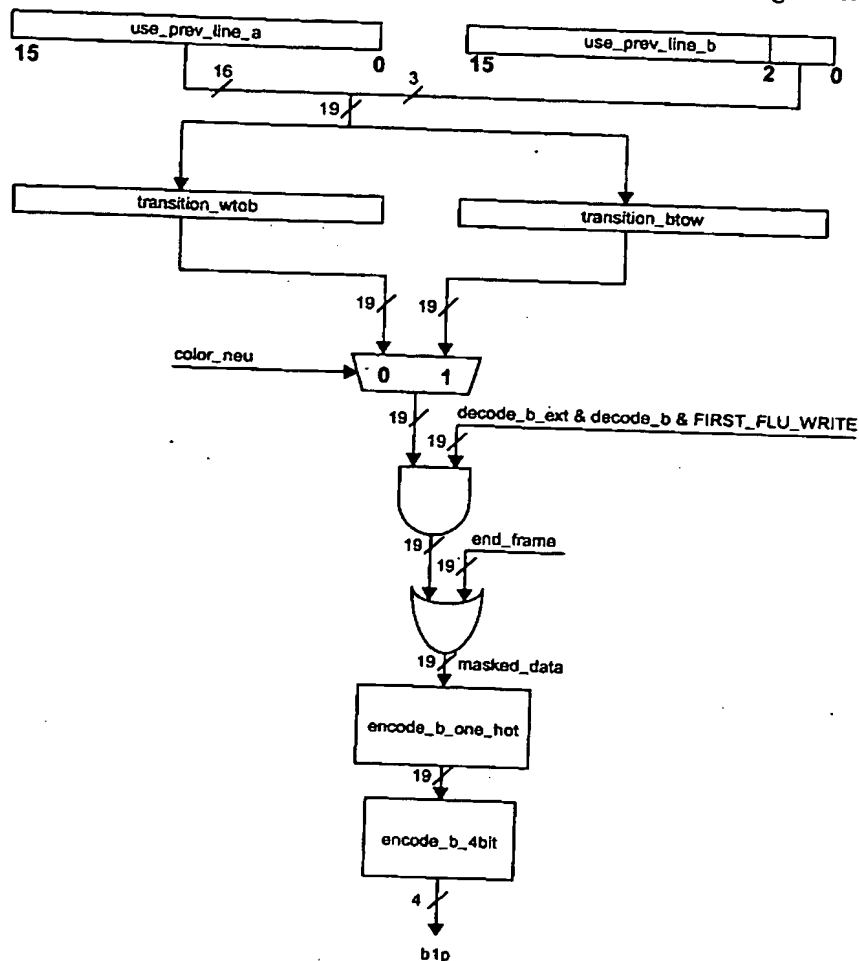 use_prev_line_a
use_prev_line_b
15
0
15
2
0
16
3
19
transition_wtob
transition_btow
19
19
color_neu
0
1
19
19
decode_b_ext & decode_b & FIRST_FLU_WRITE
19
end_frame
19
19
masked_data
encode_b_one_hot
19
encode_b_4bit
4
b1p